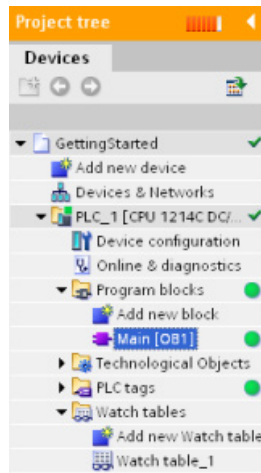 Project tree
Devices
GettingStarted
Add new device
Devices & Networks
PLC_1 [CPU 1214C DC/...
Device configuration
Online & diagnostics
Program blocks
Add new block
Main [OB1]
Technological Objects
PLC tags
Watch tables
Add new Watch table
Watch table_1